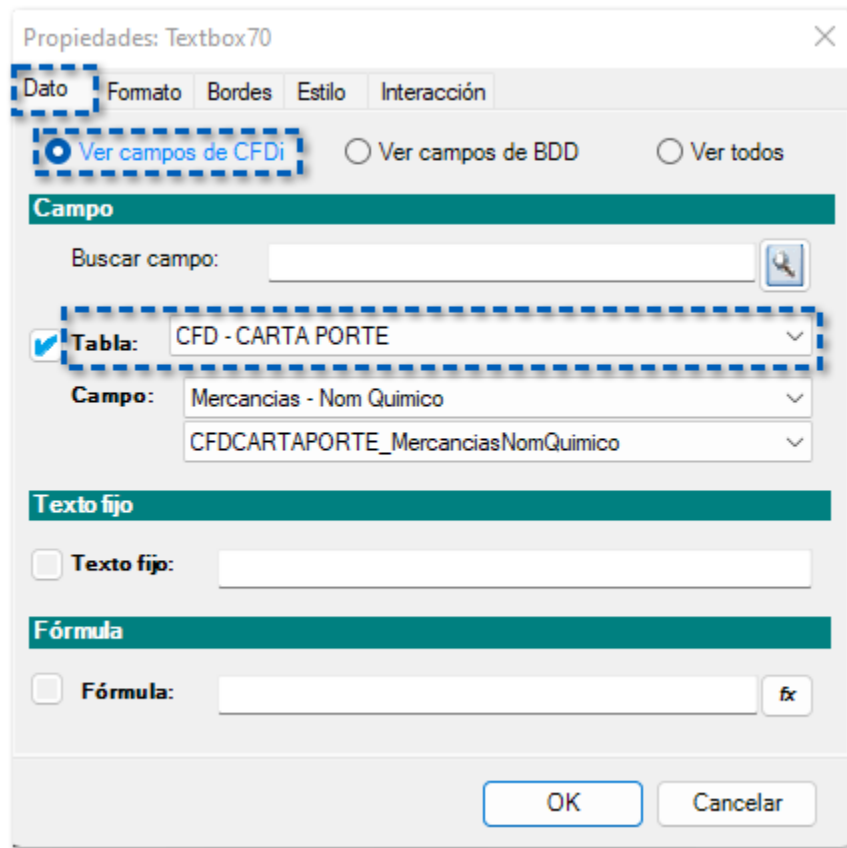 Propiedades: Textbox70
Dato Formato Bordes Estilo Interacción
Ver campos de CFDi Ver campos de BDD Ver todos
Campo
Buscar campo:
Tabla: CFD - CARTA PORTE
Campo: Mercancias - Nom Quimico
CFDCARTAPORTE_MercanciasNomQuimico
Texto fijo
Texto fijo:
Fórmula
Fórmula: fx
OK Cancelar